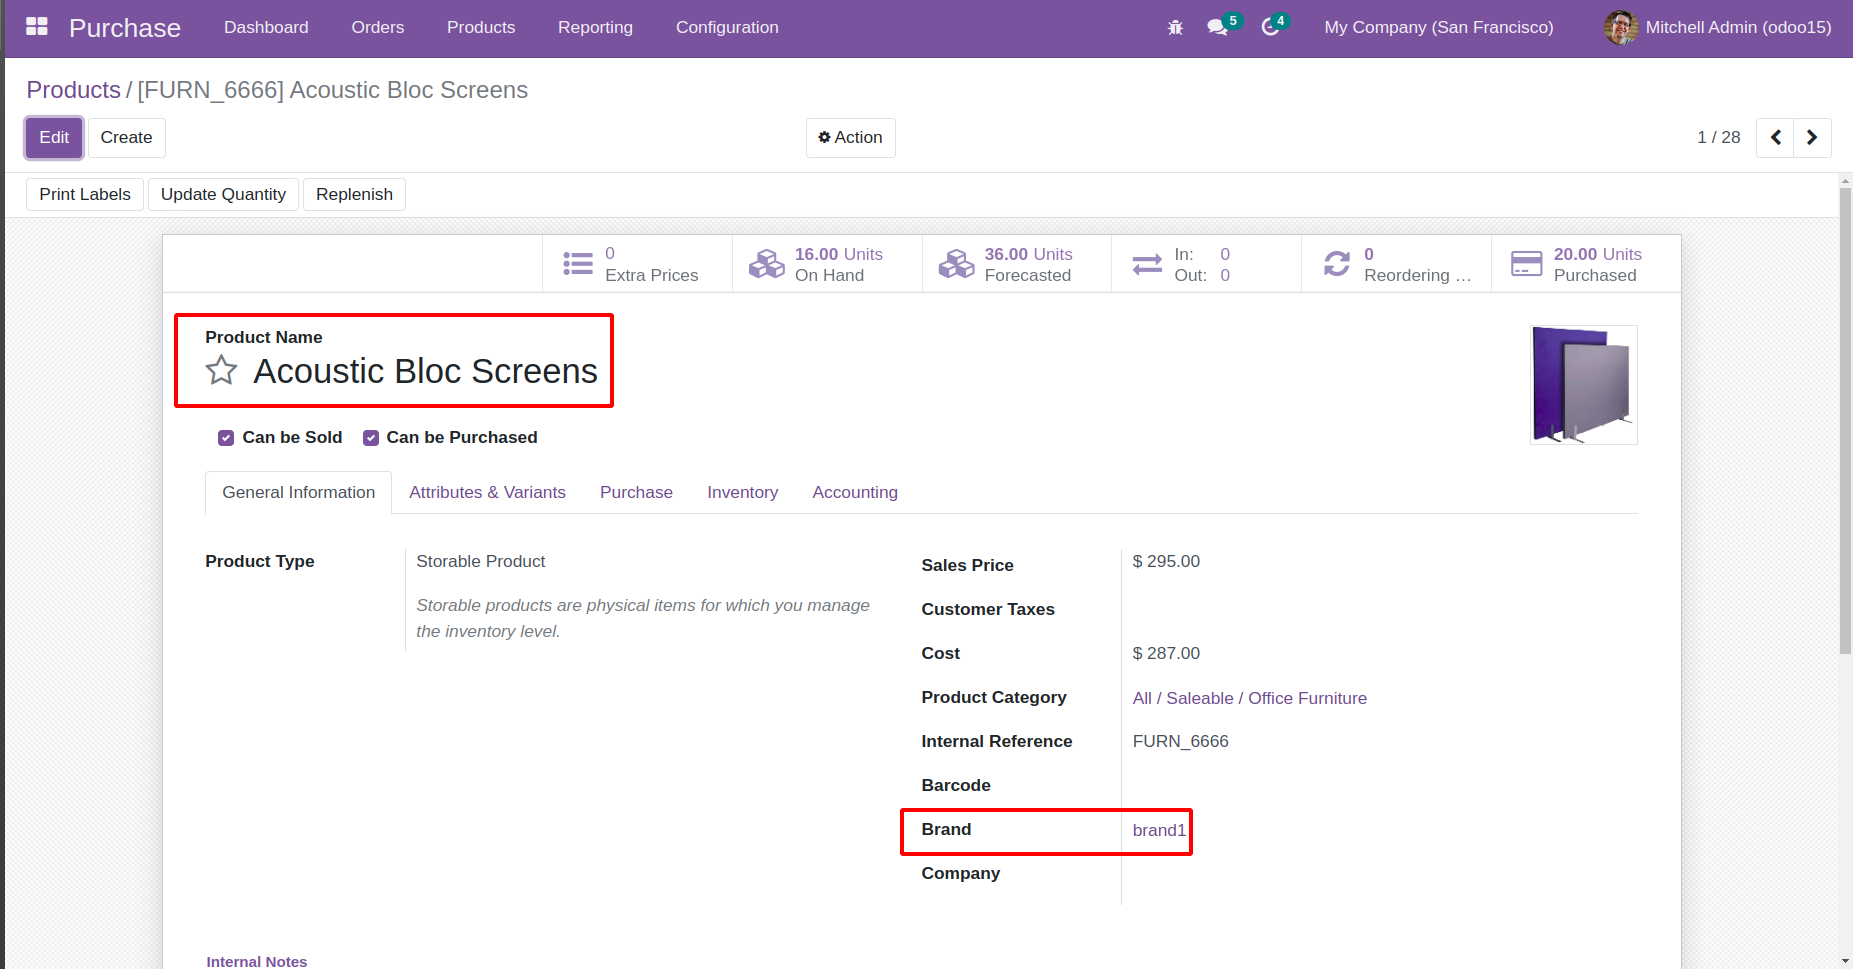 Purchase Dashboard Orders Products Reporting Configuration 5 4 My Company (San Francisco) Mitchell Admin (odoo15)
Products / [FURN_6666] Acoustic Bloc Screens
Edit Create Action 1 / 28
Print Labels Update Quantity Replenish
0 Extra Prices
16.00 Units On Hand
36.00 Units Forecasted
In: 0
Out: 0
0 Reordering ...
20.00 Units Purchased
Product Name
Acoustic Bloc Screens
Can be Sold Can be Purchased
General Information Attributes & Variants Purchase Inventory Accounting
Product Type Storable Product
Storable products are physical items for which you manage
the inventory level.
Sales Price $ 295.00
Customer Taxes
Cost $ 287.00
Product Category All / Saleable / Office Furniture
Internal Reference FURN_6666
Barcode
Brand brand1
Company
Internal Notes